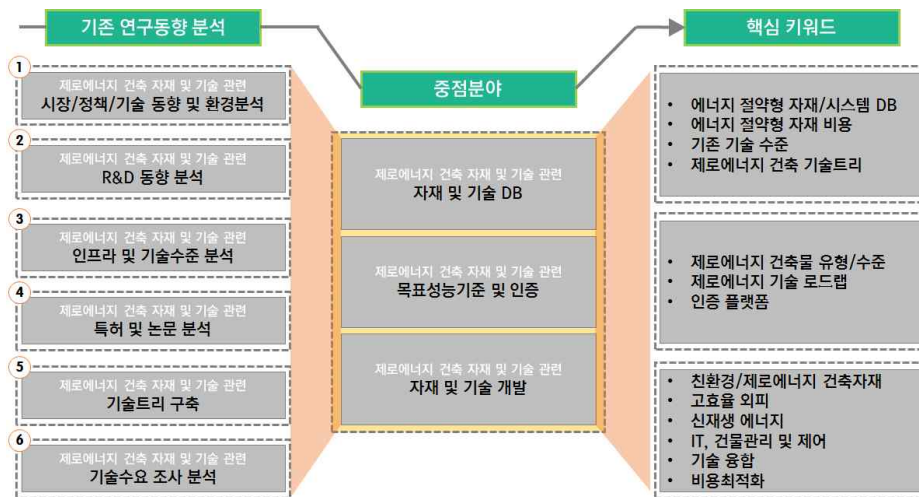 기존 연구동향 분석
1
제로에너지 건축 자재 및 기술 관련
시장/정책/기술 동향 및 환경분석
2
제로에너지 건축 자재 및 기술 관련
R&D 동향 분석
3
제로에너지 건축 자재 및 기술 관련
인프라 및 기술수준 분석
4
제로에너지 건축 자재 및 기술 관련
특허 및 논문 분석
5
제로에너지 건축 자재 및 기술 관련
기술트리 구축
6
제로에너지 건축 자재 및 기술 관련
기술수요 조사 분석
중점분야
제로에너지 건축 자재 및 기술 관련
자재 및 기술 DB
제로에너지 건축 자재 및 기술 관련
목표성능기준 및 인증
제로에너지 건축 자재 및 기술 관련
자재 및 기술 개발
핵심 키워드
• 에너지 절약형 자재/시스템 DB
• 에너지 절약형 자재 비용
• 기존 기술 수준
• 제로에너지 건축 기술트리
• 제로에너지 건축물 유형/수준
• 제로에너지 기술 로드랩
• 인증 플랫폼
• 친환경/제로에너지 건축자재
• 고효율 외피
• 신재생 에너지
• IT, 건물관리 및 제어
• 기술 융합
• 비용최적화